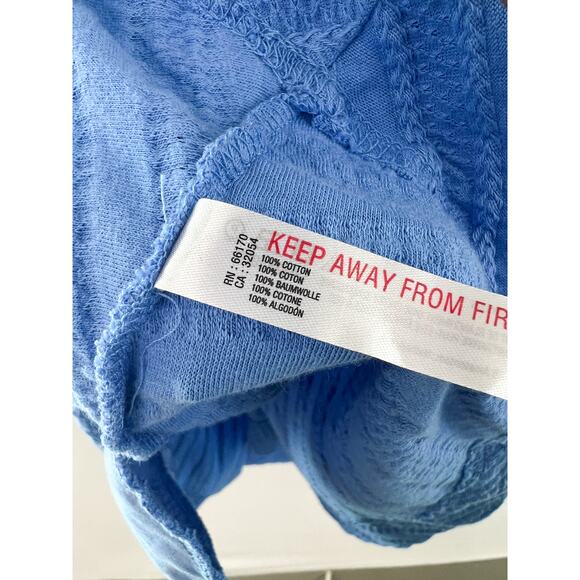 RN : 66170
CA : 32054
KEEP AWAY FROM FIR
100% COTTON
100% COTON
100% BAUMWOLLE
100% COTONE
100% ALGODÓN